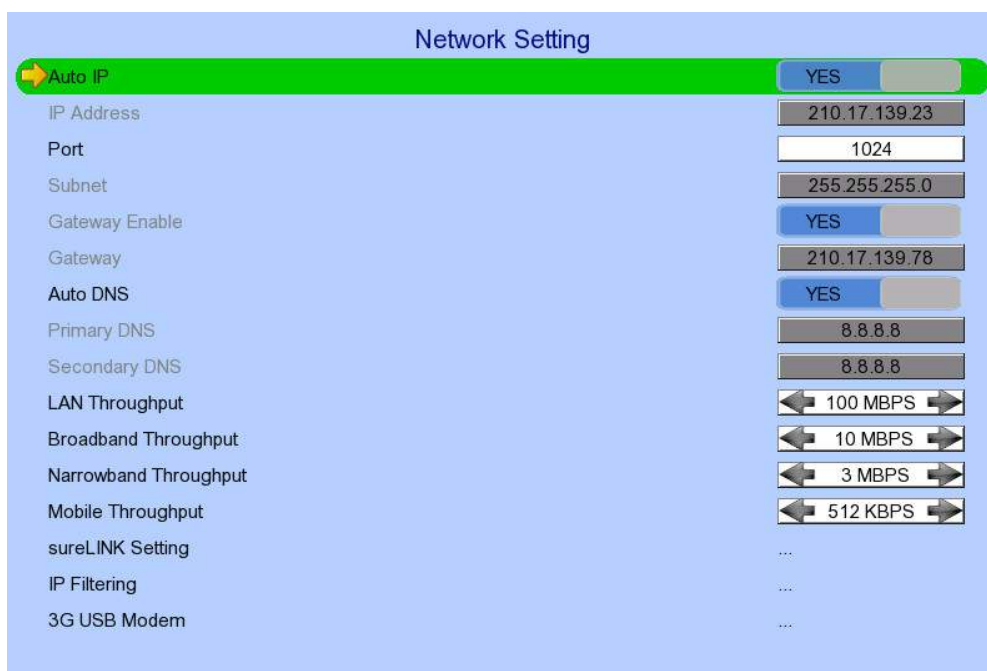 Network Setting
Auto IP YES
IP Address 210.17.139.23
Port 1024
Subnet 255.255.255.0
Gateway Enable YES
Gateway 210.17.139.78
Auto DNS YES
Primary DNS 8.8.8.8
Secondary DNS 8.8.8.8
LAN Throughput 100 MBPS
Broadband Throughput 10 MBPS
Narrowband Throughput 3 MBPS
Mobile Throughput 512 KBPS
sureLINK Setting ...
IP Filtering ...
3G USB Modem ...